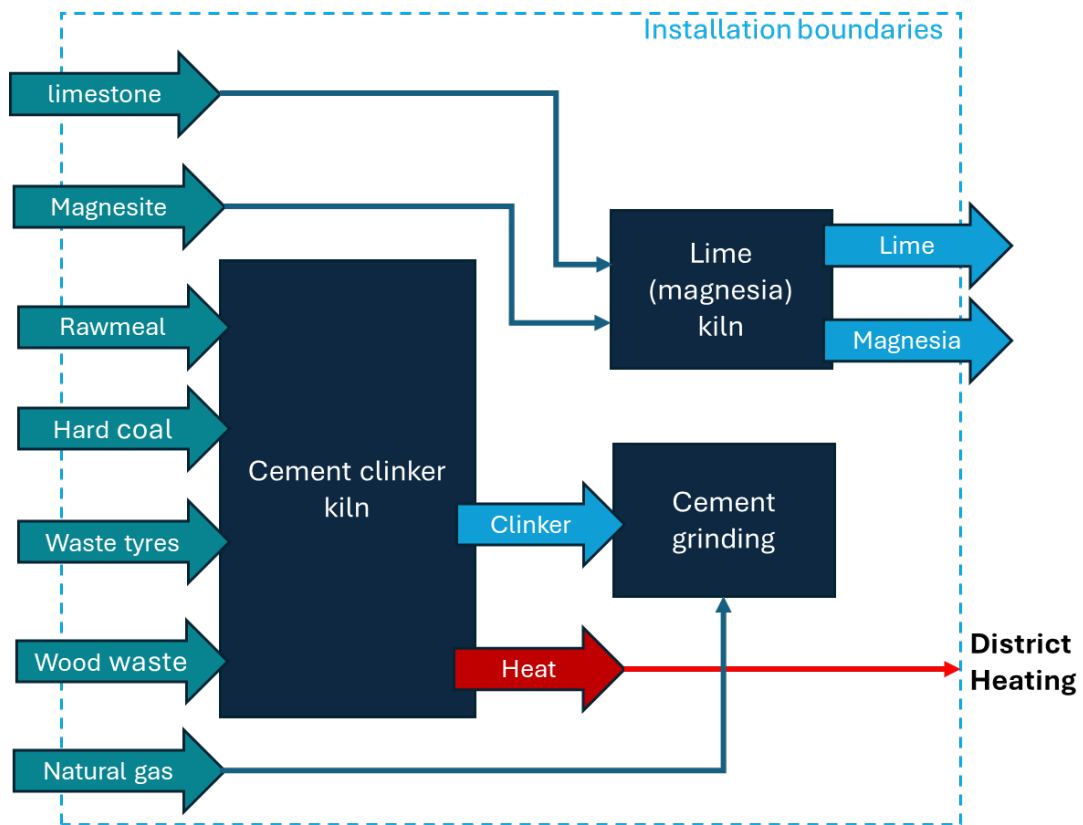 Installation boundaries
limestone
Magnesite
Rawmeal
Hard coal
Waste tyres
Wood waste
Natural gas
Cement clinker
kiln
Lime
(magnesia)
kiln
Lime
Magnesia
Clinker
Cement
grinding
Heat
District
Heating